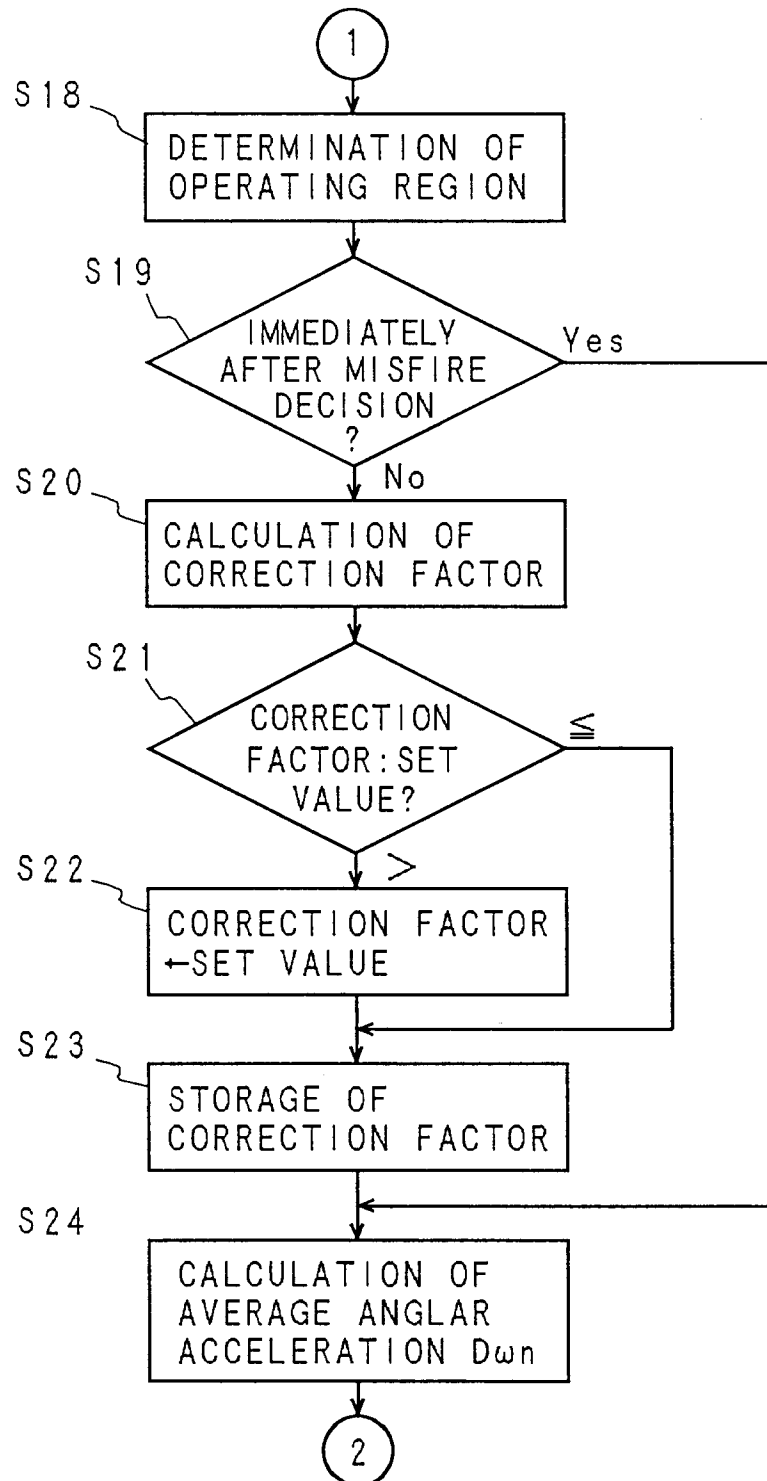 1
S18
DETERMINATION OF
OPERATING REGION
S19
IMMEDIATELY
AFTER MISFIRE
DECISION
?
Yes
No
S20
CALCULATION OF
CORRECTION FACTOR
S21
CORRECTION
FACTOR:SET
VALUE?
≦
>
S22
CORRECTION FACTOR
←SET VALUE
S23
STORAGE OF
CORRECTION FACTOR
S24
CALCULATION OF
AVERAGE ANGLAR
ACCELERATION Dωn
2